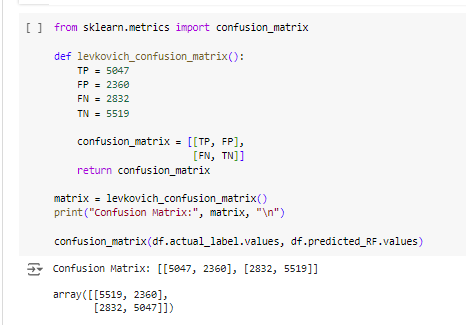 [ ] from sklearn.metrics import confusion_matrix
def levkovich_confusion_matrix():
TP = 5047
FP = 2360
FN = 2832
TN = 5519
confusion_matrix = [[TP, FP],
[FN, TN]]
return confusion_matrix
matrix = levkovich_confusion_matrix()
print("Confusion Matrix:", matrix, "\n")
confusion_matrix(df.actual_label.values, df.predicted_RF.values)
Confusion Matrix: [[5047, 2360], [2832, 5519]]
array([[5519, 2360],
[2832, 5047]])